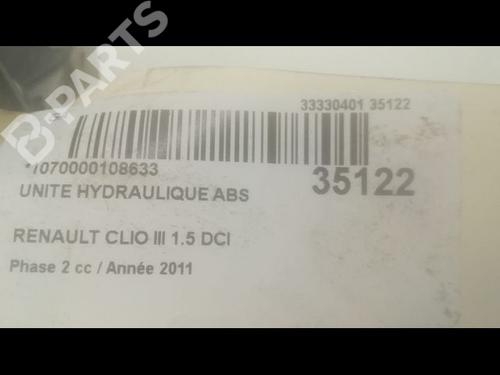 B-PARTS
33330401 35122
*1070000108633
35122
UNITE HYDRAULIQUE ABS
RENAULT CLIO III 1.5 DCI
Phase 2 cc / Année 2011